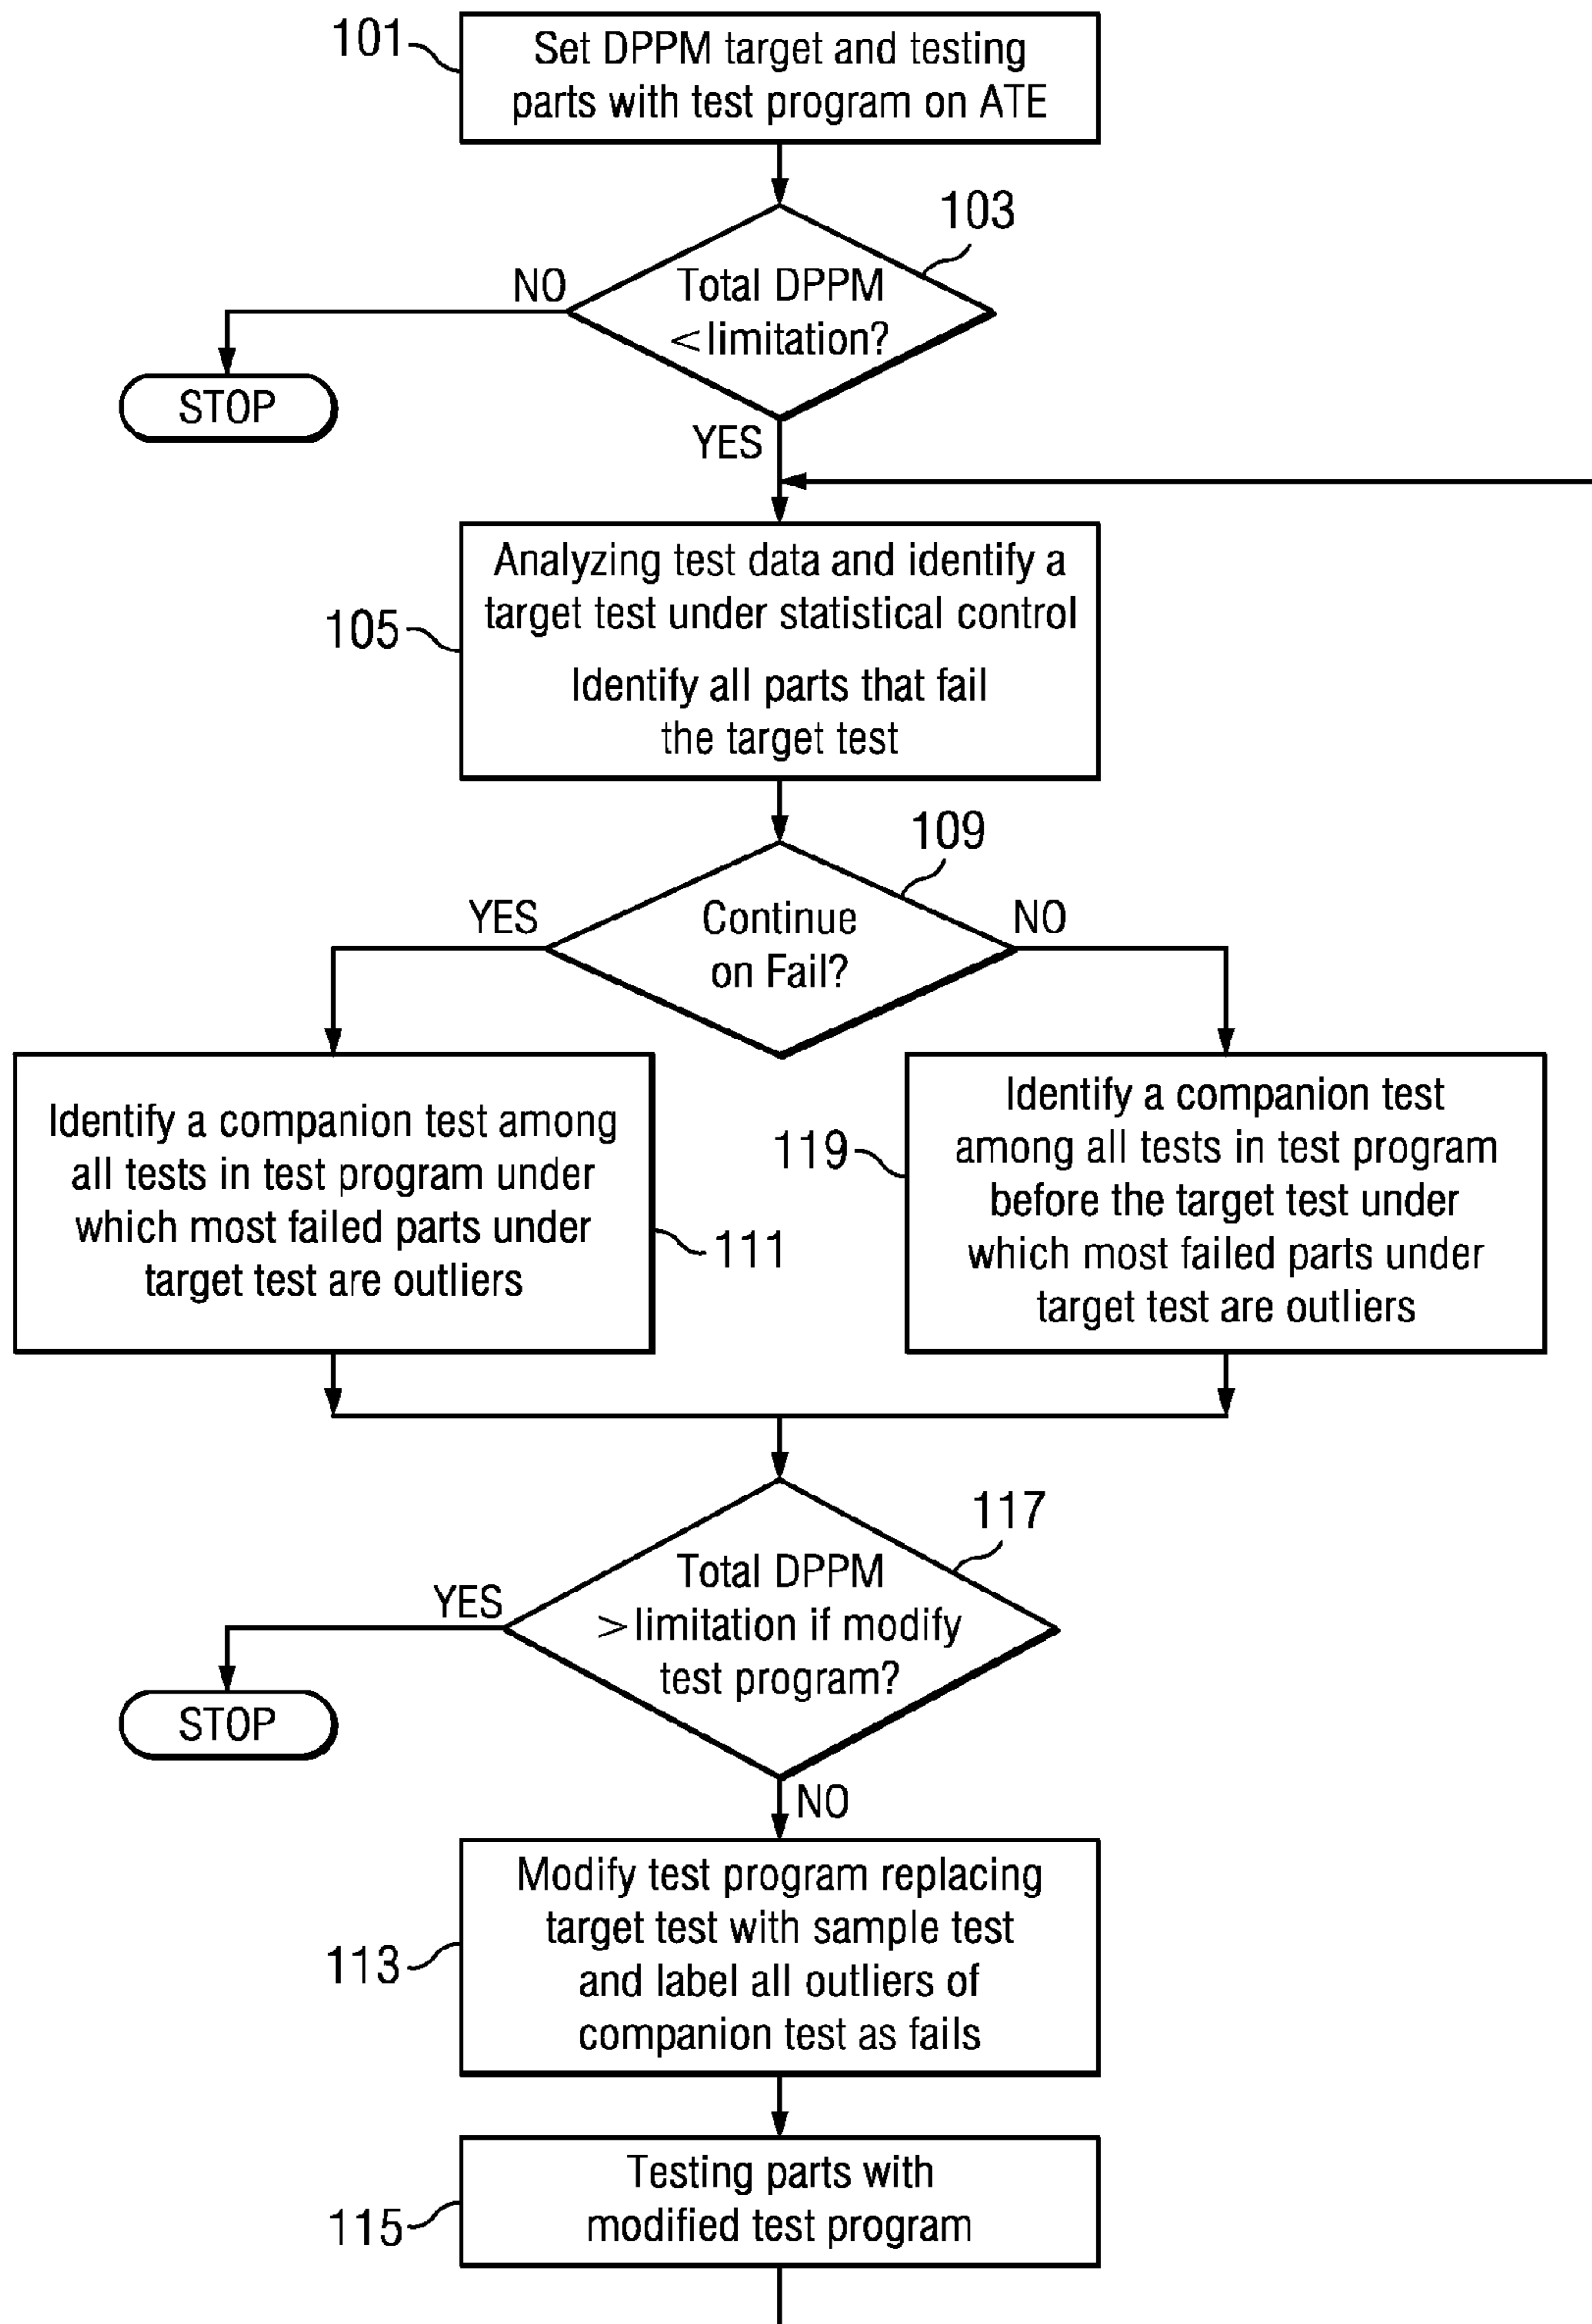 101
Set DPPM target and testing
parts with test program on ATE
103
Total DPPM
< limitation?
NO
STOP
YES
105
Analyzing test data and identify a
target test under statistical control
Identify all parts that fail
the target test
109
Continue
on Fail?
YES
NO
Identify a companion test among
all tests in test program under
which most failed parts under
target test are outliers
111
119
Identify a companion test
among all tests in test program
before the target test under
which most failed parts under
target test are outliers
117
Total DPPM
> limitation if modify
test program?
YES
STOP
NO
113
Modify test program replacing
target test with sample test
and label all outliers of
companion test as fails
115
Testing parts with
modified test program